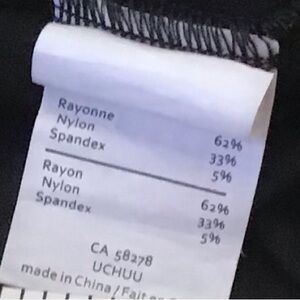 Rayonne 62%
Nylon 33%
Spandex 5%
Rayon 62%
Nylon 33%
Spandex 5%
CA 58278
UCHUU
made in China / Fait en